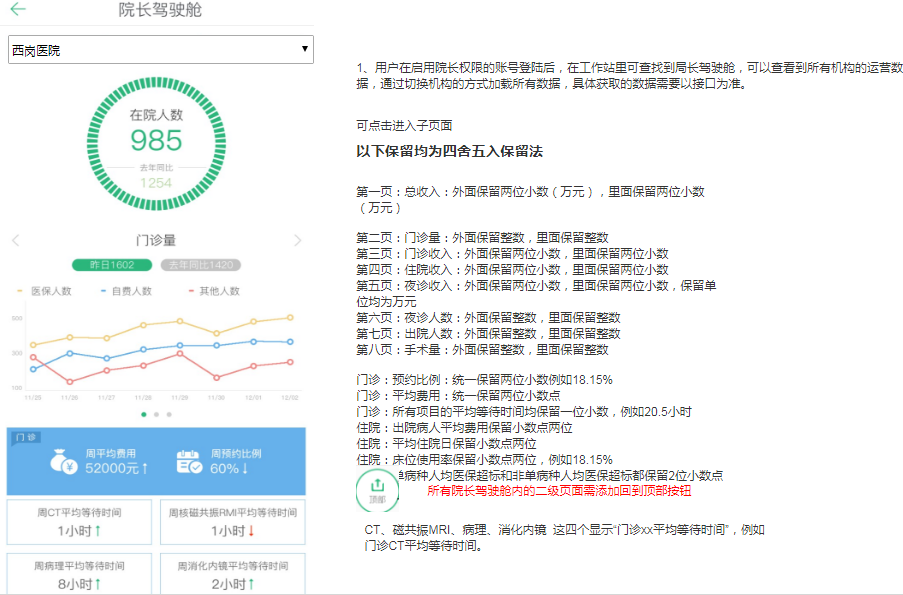 院长驾驶舱
西岗医院
在院人数
985
去年同比
1254
门诊量
昨日1602
去年同比1420
医保人数
自费人数
其他人数
500
300
100
11/25
11/26
11/27
11/28
11/29
11/30
12/01
12/02
门诊
周平均费用
52000元↑
周预约比例
60%↓
周CT平均等待时间
1小时↑
周核磁共振RMI平均等待时间
1小时↓
周病理平均等待时间
8小时↑
周消化内镜平均等待时间
2小时↑
1、用户在启用院长权限的账号登陆后，在工作站里可查找到局长驾驶舱，可以查看到所有机构的运营数
据，通过切换机构的方式加载所有数据，具体获取的数据需要以接口为准。
可点击进入子页面
以下保留均为四舍五入保留法
第一页：总收入：外面保留两位小数（万元），里面保留两位小数
（万元）
第二页：门诊量：外面保留整数，里面保留整数
第三页：门诊收入：外面保留两位小数，里面保留两位小数
第四页：住院收入：外面保留两位小数，里面保留两位小数
第五页：夜诊收入：外面保留两位小数，里面保留两位小数，保留单
位均为万元
第六页：夜诊人数：外面保留整数，里面保留整数
第七页：出院人数：外面保留整数，里面保留整数
第八页：手术量：外面保留整数，里面保留整数
门诊：预约比例：统一保留两位小数例如18.15%
门诊：平均费用：统一保留两位小数点
门诊：所有项目的平均等待时间均保留一位小数，例如20.5小时
住院：出院病人平均费用保留小数点两位
住院：平均住院日保留小数点两位
住院：床位使用率保留小数点两位，例如18.15%
单病种人均医保超标和非单病种人均医保超标都保留2位小数点
顶部
所有院长驾驶舱内的二级页面需添加回到顶部按钮
CT、磁共振MRI、病理、消化内镜 这四个显示“门诊xx平均等待时间”，例如
门诊CT平均等待时间。